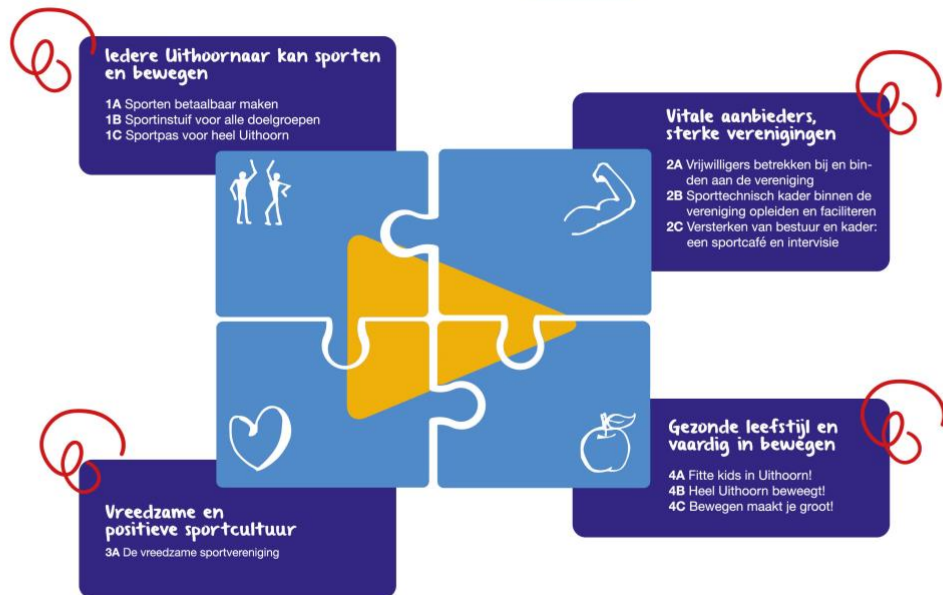 Iedere Uithoornaar kan sporten
en bewegen
1A Sporten betaalbaar maken
1B Sportinstuif voor alle doelgroepen
1C Sportpas voor heel Uithoorn
Vitale aanbieders,
sterke verenigingen
2A Vrijwilligers betrekken bij en bin-
den aan de vereniging
2B Sporttechnisch kader binnen de
vereniging opleiden en faciliteren
2C Versterken van bestuur en kader:
een sportcafé en intervisie
Vreedzame en
positieve sportcultuur
3A De vreedzame sportvereniging
Gezonde leefstijl en
vaardig in bewegen
4A Fitte kids in Uithoorn!
4B Heel Uithoorn beweegt!
4C Bewegen maakt je groot!